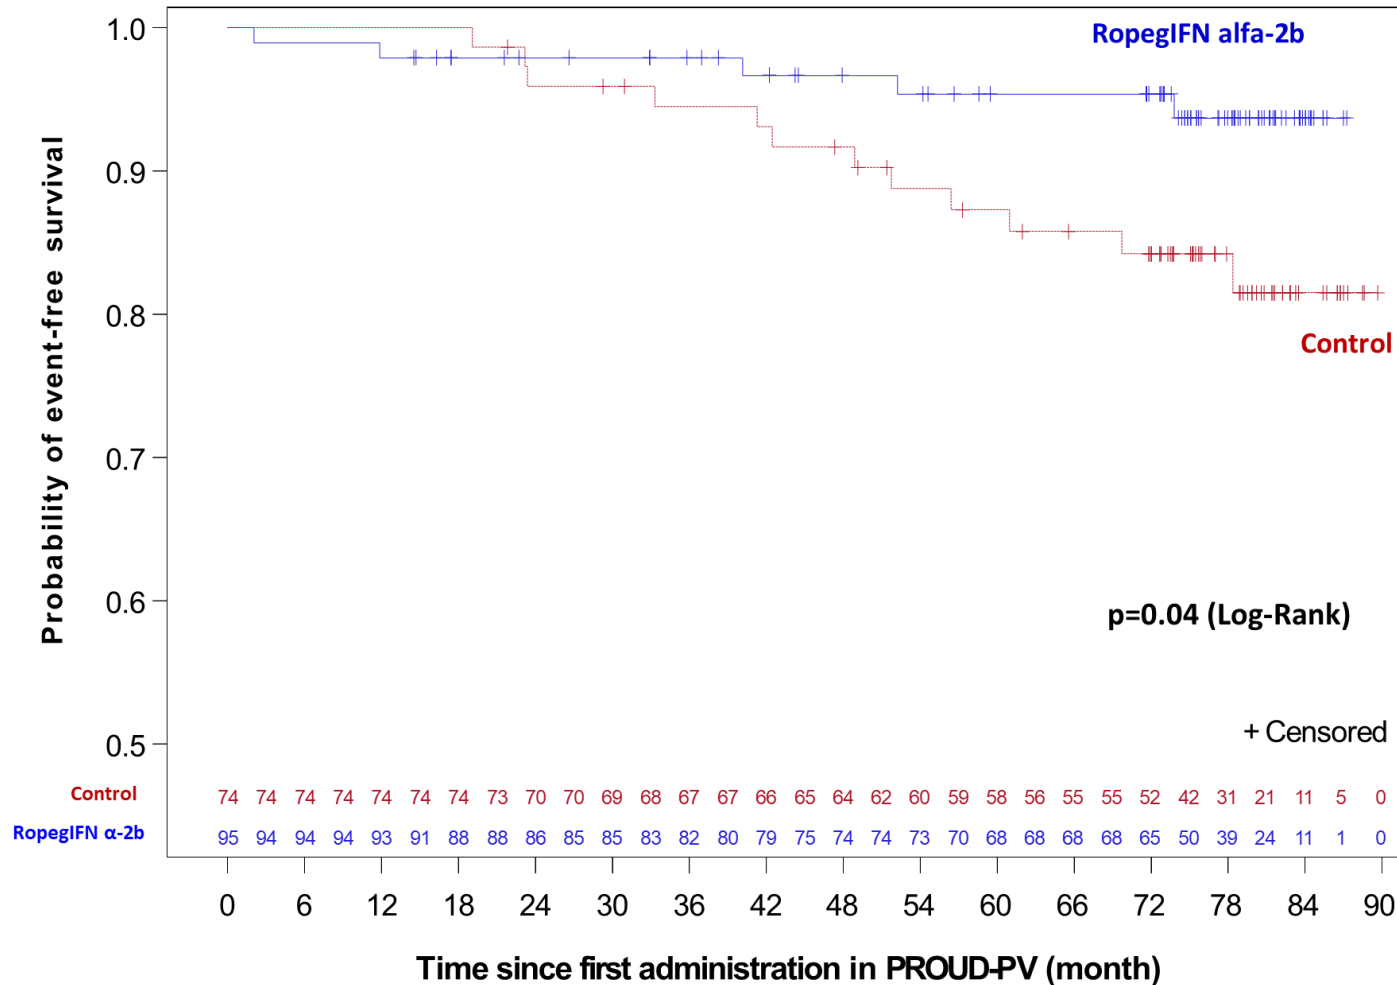 1.0
RopegIFN alfa-2b
0.9
0.8
Control
0.7
0.6
p=0.04 (Log-Rank)
0.5
+ Censored
Probability of event-free survival
Control 74 74 74 74 74 74 74 73 70 70 69 68 67 67 66 65 64 62 60 59 58 56 55 55 52 42 31 21 11 5 0
RopegIFN α-2b 95 94 94 94 93 91 88 88 86 85 85 83 82 80 79 75 74 74 73 70 68 68 68 68 65 50 39 24 11 1 0
0 6 12 18 24 30 36 42 48 54 60 66 72 78 84 90
Time since first administration in PROUD-PV (month)